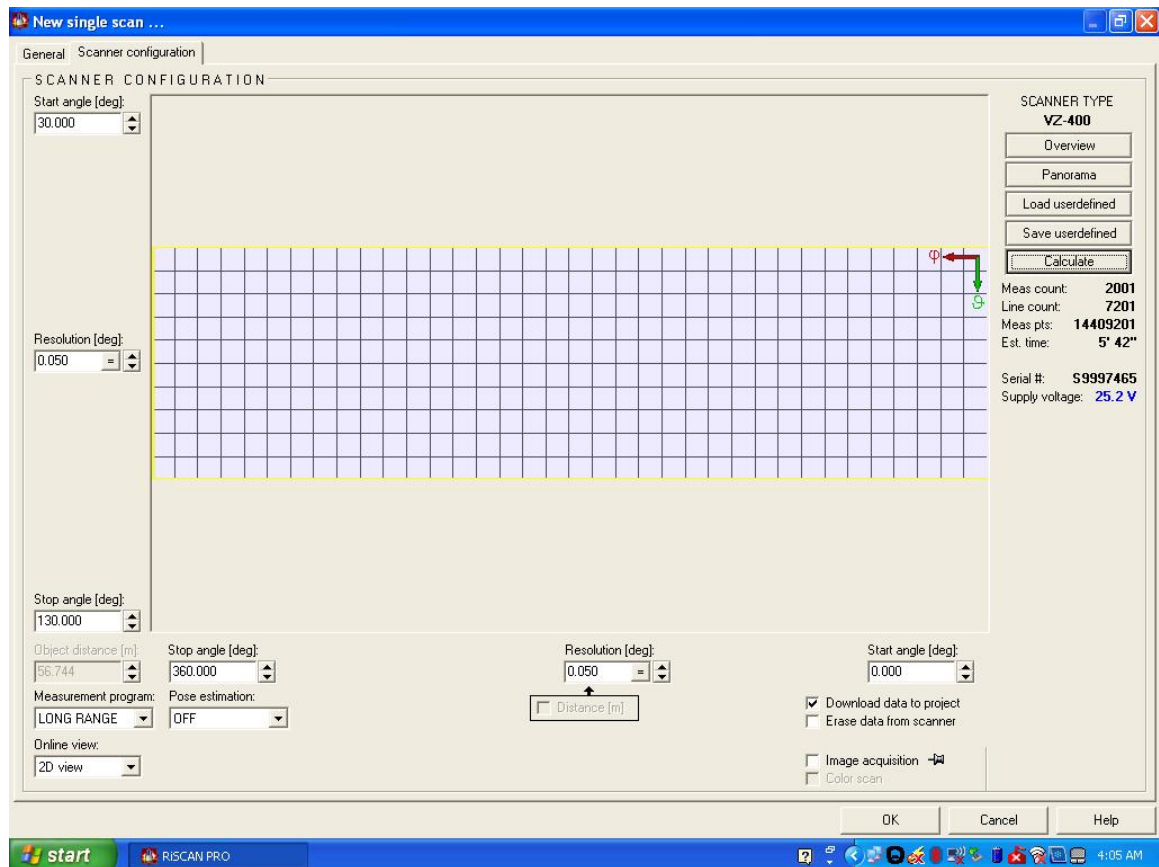 New single scan ...
General Scanner configuration
SCANNER CONFIGURATION
Start angle [deg]:
30.000
SCANNER TYPE
VZ-400
Overview
Panorama
Load userdefined
Save userdefined
Calculate
φ
ϑ
Meas count: 2001
Line count: 7201
Meas pts: 14409201
Est. time: 5' 42"
Serial #: S9997465
Supply voltage: 25.2 V
Resolution [deg]:
0.050 =
Stop angle [deg]:
130.000
Object distance [m]:
56.744
Stop angle [deg]:
360.000
Resolution [deg]:
0.050 =
Distance [m]
Start angle [deg]:
0.000
Measurement program:
LONG RANGE
Pose estimation:
OFF
Download data to project
Erase data from scanner
Online view:
2D view
Image acquisition
Color scan
OK Cancel Help
start RiSCAN PRO 4:05 AM